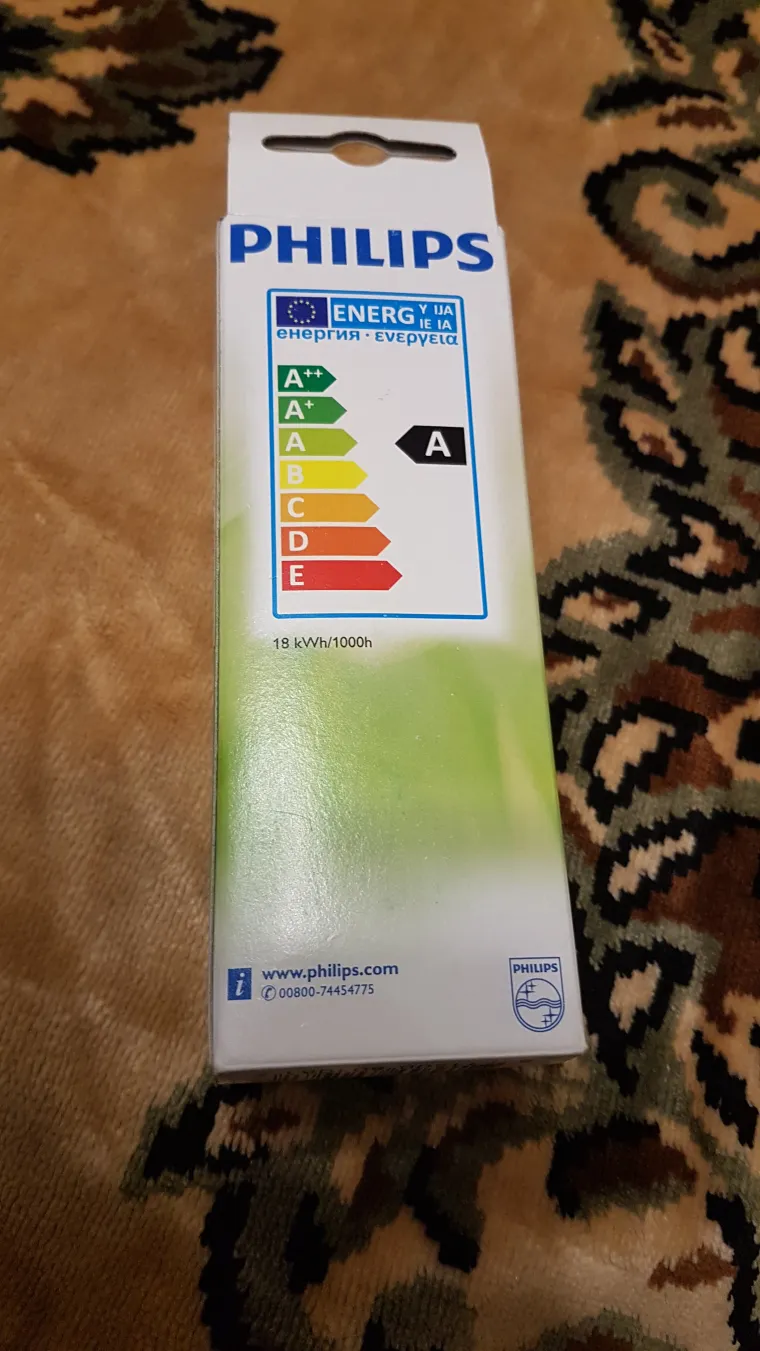 PHILIPS
ENERG Y IJA
IE IA
енергия · ενεργεια
A++
A+
A
A
B
C
D
E
18 kWh/1000h
i www.philips.com
✆ 00800-74454775
PHILIPS